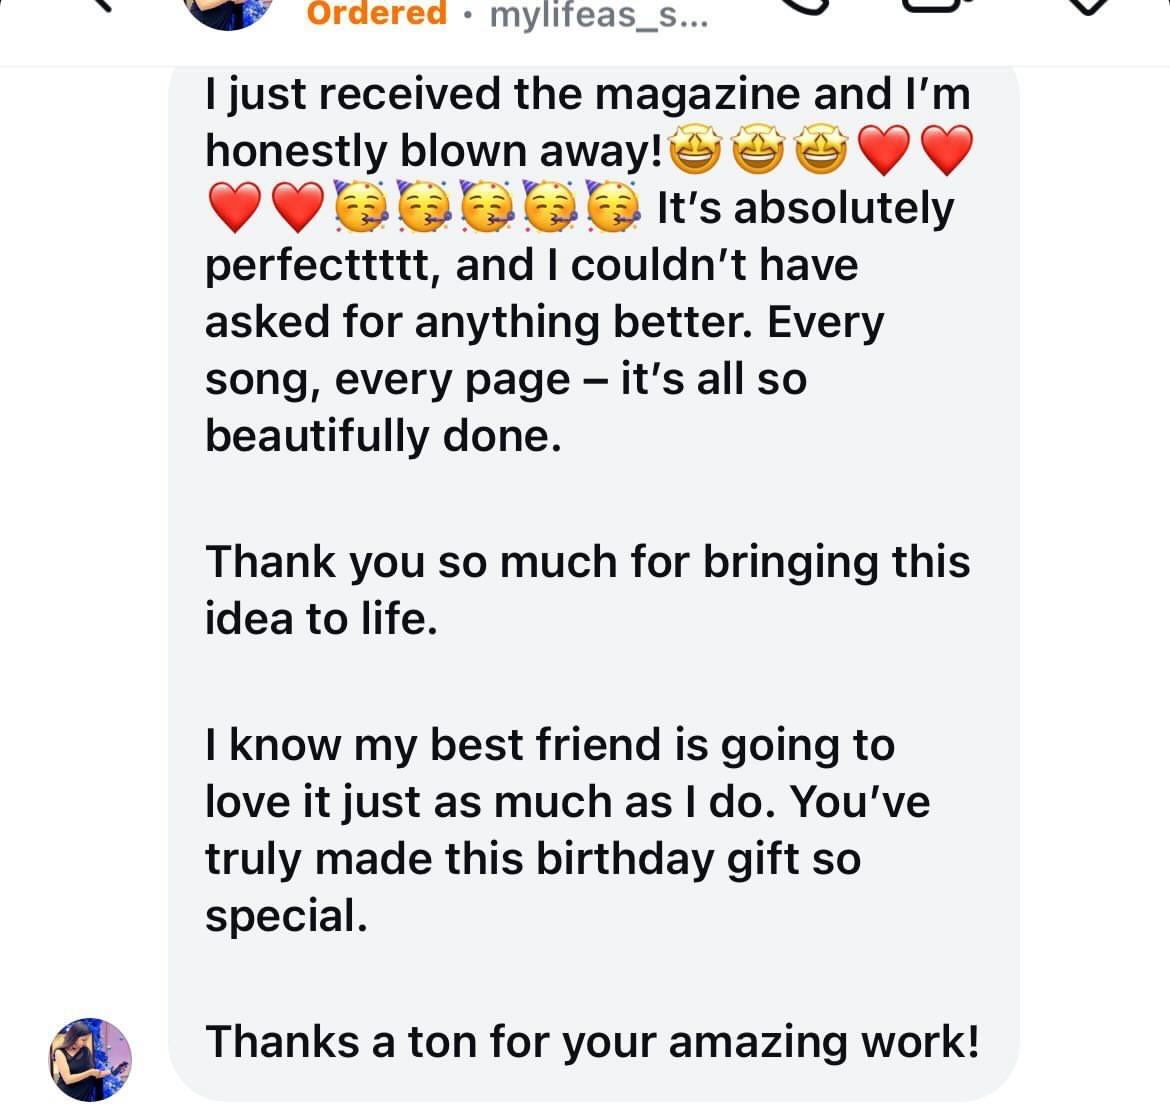 Ordered · mylifeas_s...
I just received the magazine and I’m
honestly blown away!🤩🤩🤩❤️❤️
❤️❤️🥳🥳🥳🥳🥳 It’s absolutely
perfecttttt, and I couldn’t have
asked for anything better. Every
song, every page – it’s all so
beautifully done.
Thank you so much for bringing this
idea to life.
I know my best friend is going to
love it just as much as I do. You’ve
truly made this birthday gift so
special.
Thanks a ton for your amazing work!